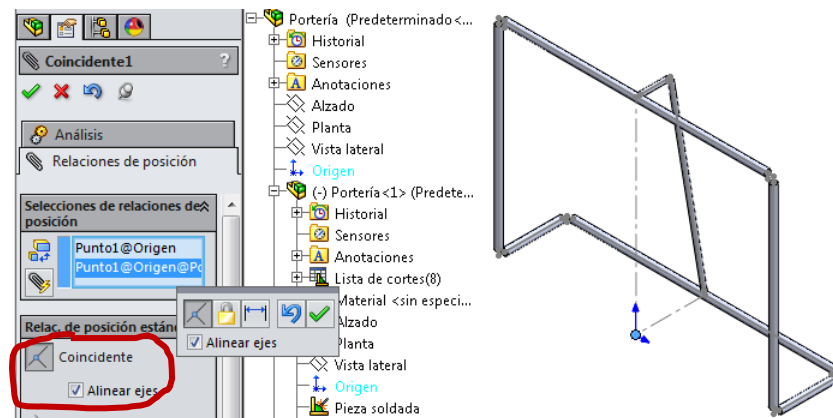 Coincidente1
?
Análisis
Relaciones de posición
Selecciones de relaciones de
posición
Punto1@Origen
Punto1@Origen@Po
Relac. de posición están
Coincidente
Alinear ejes
Alinear ejes
Portería (Predeterminado<...
Historial
Sensores
A Anotaciones
Alzado
Planta
Vista lateral
Origen
(-) Portería<1> (Predete...
Historial
Sensores
A Anotaciones
Lista de cortes(8)
Material <sin especi...
Alzado
Planta
Vista lateral
Origen
Pieza soldada